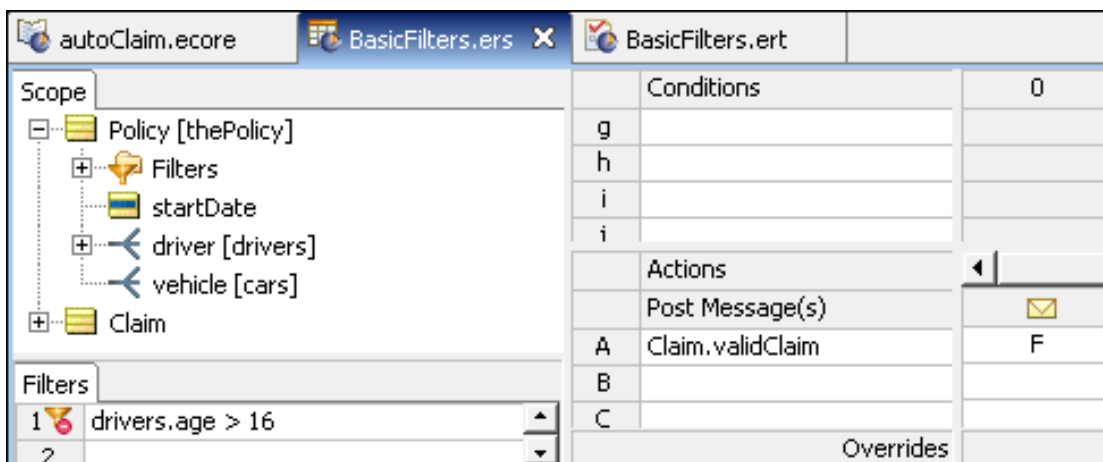 autoClaim.ecore BasicFilters.ers BasicFilters.ert
Scope
Policy [thePolicy]
Filters
startDate
driver [drivers]
vehicle [cars]
Claim
Filters
1 drivers.age > 16
2
Conditions 0
g
h
i
j
Actions
Post Message(s)
A Claim.validClaim F
B
C
Overrides